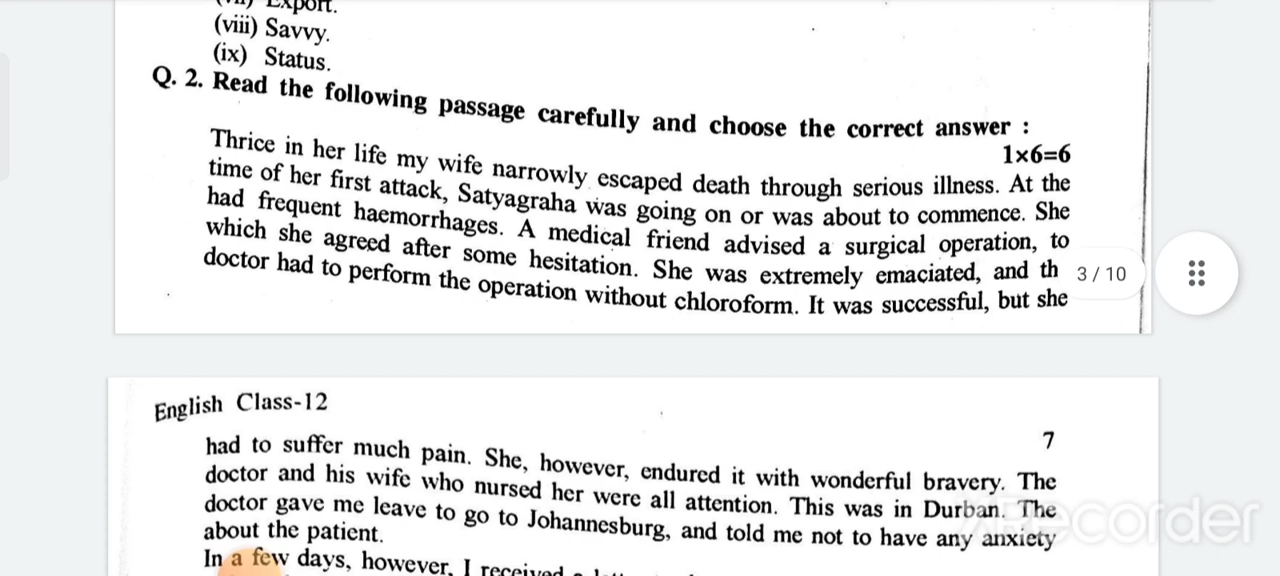 (vii) Export.
(viii) Savvy.
(ix) Status.
Q. 2. Read the following passage carefully and choose the correct answer :
1×6=6
Thrice in her life my wife narrowly escaped death through serious illness. At the
time of her first attack, Satyagraha was going on or was about to commence. She
had frequent haemorrhages. A medical friend advised a surgical operation, to
which she agreed after some hesitation. She was extremely emaciated, and th
doctor had to perform the operation without chloroform. It was successful, but she
3 / 10
English Class-12
7
had to suffer much pain. She, however, endured it with wonderful bravery. The
doctor and his wife who nursed her were all attention. This was in Durban. The
doctor gave me leave to go to Johannesburg, and told me not to have any anxiety
about the patient.
In a few days, however, I received a
Recorder